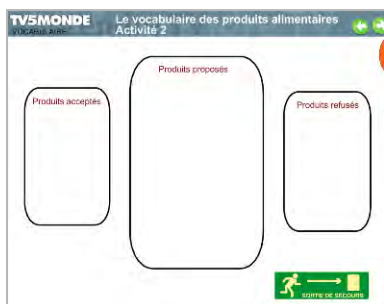 TV5MONDE
VOCABULAIRE
Le vocabulaire des produits alimentaires
Activité 2
Produits acceptés
Produits proposés
Produits refusés
SORTIE DE SECOURS